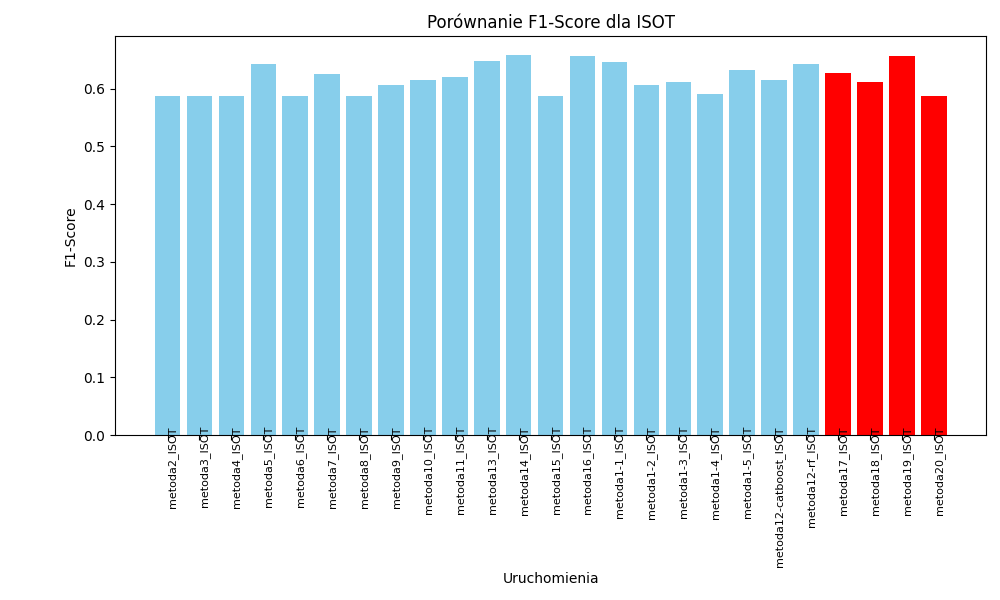 Porównanie F1-Score dla ISOT
F1-Score
0.6
0.5
0.4
0.3
0.2
0.1
0.0
metoda2_ISOT
metoda3_ISOT
metoda4_ISOT
metoda5_ISOT
metoda6_ISOT
metoda7_ISOT
metoda8_ISOT
metoda9_ISOT
metoda10_ISOT
metoda11_ISOT
metoda13_ISOT
metoda14_ISOT
metoda15_ISOT
metoda16_ISOT
metoda1-1_ISOT
metoda1-2_ISOT
metoda1-3_ISOT
metoda1-4_ISOT
metoda1-5_ISOT
metoda12-catboost_ISOT
metoda12-rf_ISOT
metoda17_ISOT
metoda18_ISOT
metoda19_ISOT
metoda20_ISOT
Uruchomienia